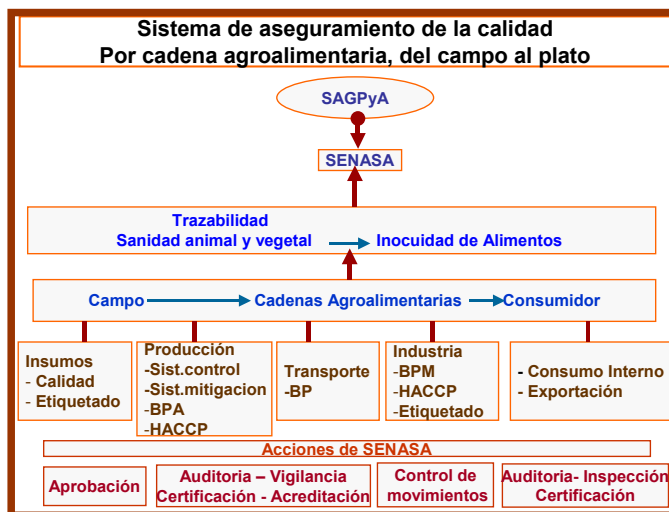 Sistema de aseguramiento de la calidad
Por cadena agroalimentaria, del campo al plato
SAGPyA
SENASA
Trazabilidad
Sanidad animal y vegetal
Inocuidad de Alimentos
Campo
Cadenas Agroalimentarias
Consumidor
Insumos
- Calidad
- Etiquetado
Producción
-Sist.control
-Sist.mitigacion
-BPA
-HACCP
Transporte
-BP
Industria
-BPM
-HACCP
-Etiquetado
- Consumo Interno
- Exportación
Acciones de SENASA
Aprobación
Auditoria – Vigilancia
Certificación - Acreditación
Control de
movimientos
Auditoria- Inspección
Certificación